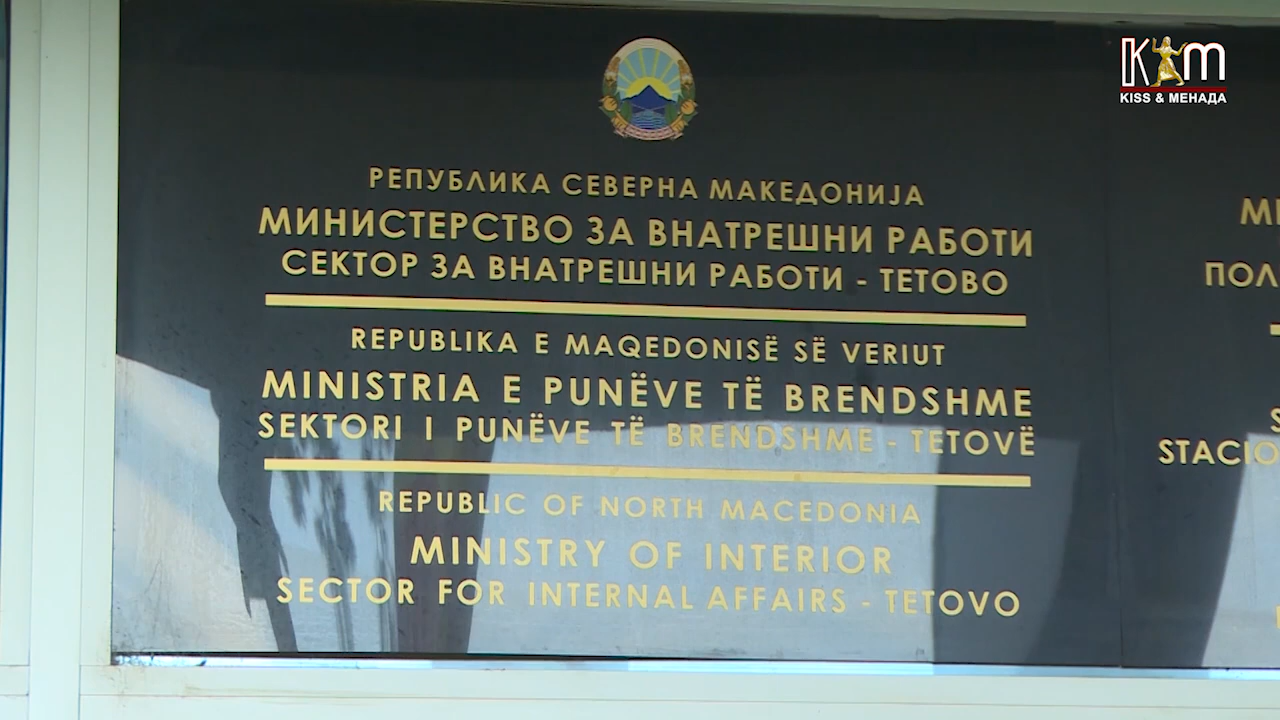 KIM
KISS & МЕНАДА
РЕПУБЛИКА СЕВЕРНА МАКЕДОНИЈА
МИНИСТЕРСТВО ЗА ВНАТРЕШНИ РАБОТИ
СЕКТОР ЗА ВНАТРЕШНИ РАБОТИ - ТЕТОВО
REPUBLIKA E MAQEDONISË SË VERIUT
MINISTRIA E PUNËVE TË BRENDSHME
SEKTORI I PUNËVE TË BRENDSHME - TETOVË
REPUBLIC OF NORTH MACEDONIA
MINISTRY OF INTERIOR
SECTOR FOR INTERNAL AFFAIRS - TETOVO